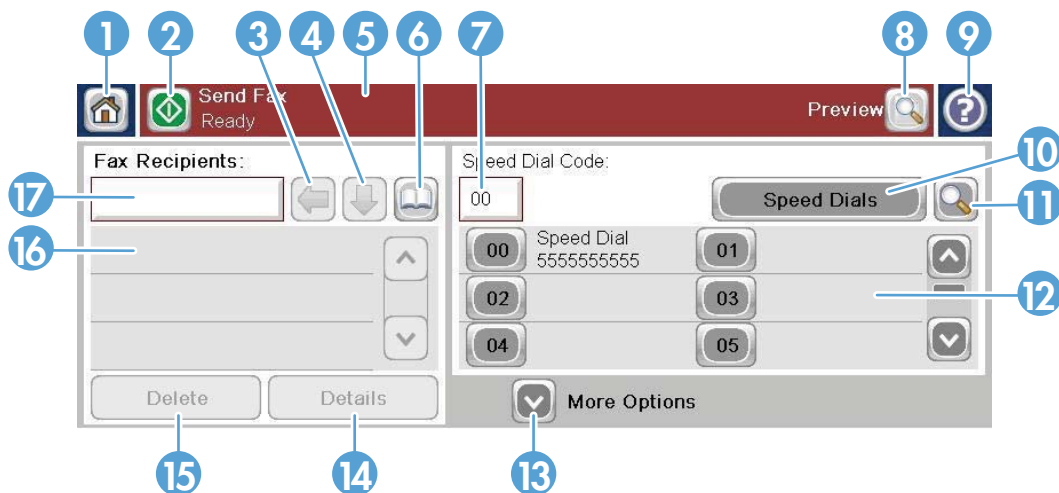 1 2 3 4 5 6 7 8 9
Send Fax
Ready
Preview
Fax Recipients:
Speed Dial Code:
10
17
00
Speed Dials
11
16
00 Speed Dial 01
5555555555
12
02 03
04 05
Delete Details
More Options
15 14 13